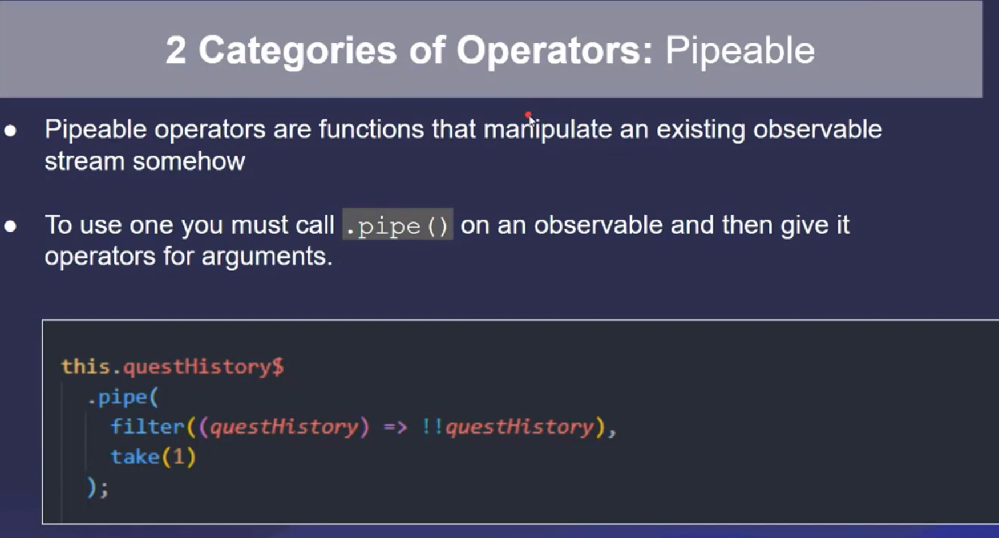 2 Categories of Operators: Pipeable
● Pipeable operators are functions that manipulate an existing observable
stream somehow
● To use one you must call .pipe() on an observable and then give it
operators for arguments.
this.questHistory$
.pipe(
filter((questHistory) => !!questHistory),
take(1)
);